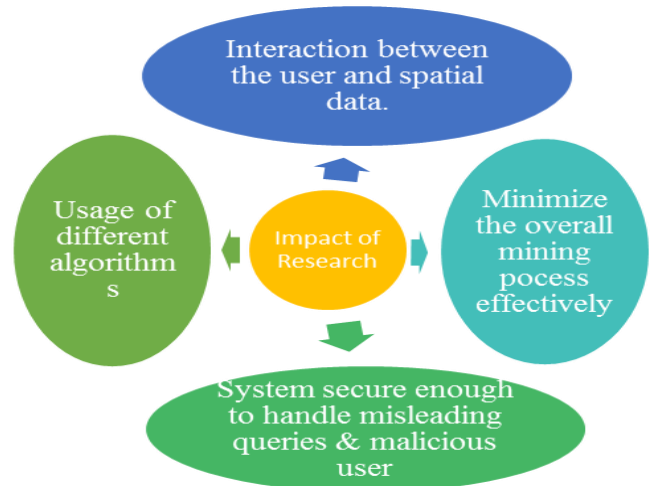 Interaction between
the user and spatial
data.
Usage of
different
algorithm
s
Impact of
Research
Minimize
the overall
mining
pocess
effectively
System secure enough
to handle misleading
queries & malicious
user